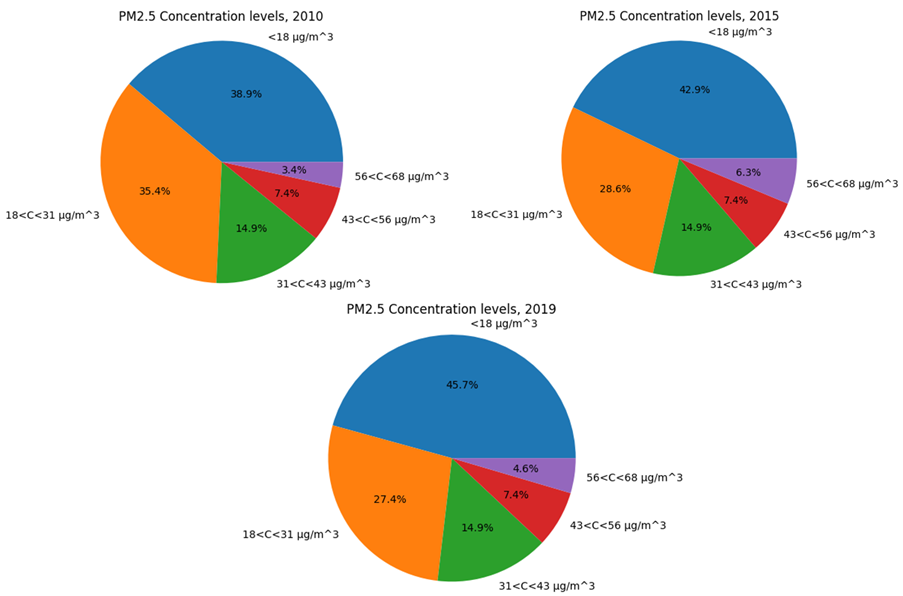 PM2.5 Concentration levels, 2010
<18 μg/m^3
38.9%
35.4%
18<C<31 μg/m^3
14.9%
31<C<43 μg/m^3
7.4%
43<C<56 μg/m^3
3.4%
56<C<68 μg/m^3
PM2.5 Concentration levels, 2015
<18 μg/m^3
42.9%
28.6%
18<C<31 μg/m^3
14.9%
31<C<43 μg/m^3
7.4%
43<C<56 μg/m^3
6.3%
56<C<68 μg/m^3
PM2.5 Concentration levels, 2019
<18 μg/m^3
45.7%
27.4%
18<C<31 μg/m^3
14.9%
31<C<43 μg/m^3
7.4%
43<C<56 μg/m^3
4.6%
56<C<68 μg/m^3